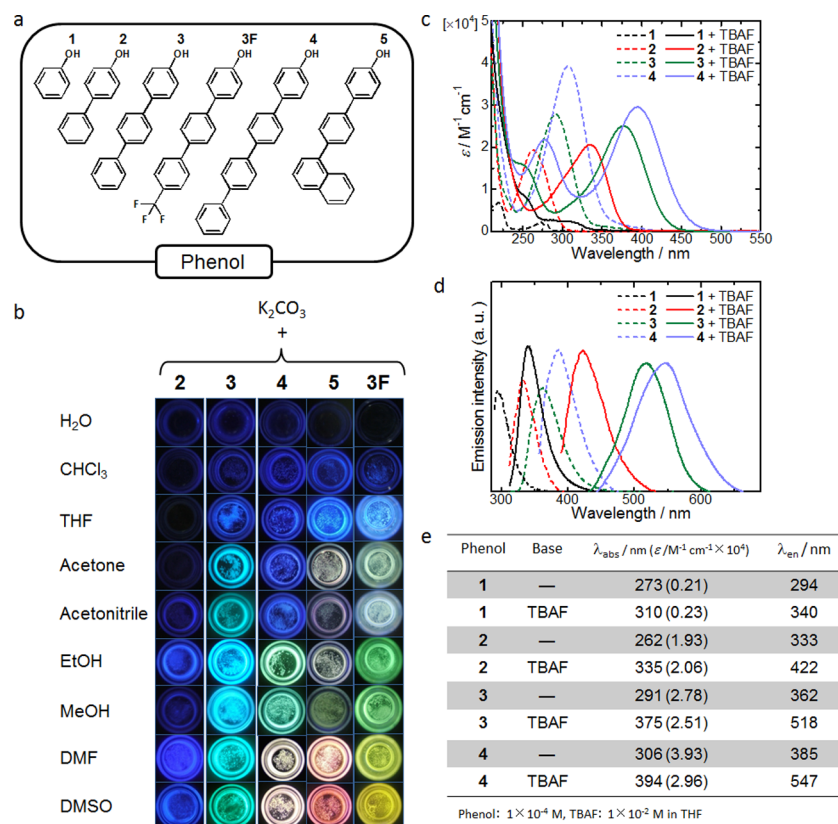 a
1 2 3 3F 4 5
OH OH OH OH OH OH
F
F F
Phenol
b
K2CO3
+
2 3 4 5 3F
H2O
CHCl3
THF
Acetone
Acetonitrile
EtOH
MeOH
DMF
DMSO
c
[×10⁴] 5
4
3
2
1
0
ε / M⁻¹ cm⁻¹
1 1 + TBAF
2 2 + TBAF
3 3 + TBAF
4 4 + TBAF
250 300 350 400 450 500 550
Wavelength / nm
d
Emission intensity (a. u.)
1 1 + TBAF
2 2 + TBAF
3 3 + TBAF
4 4 + TBAF
300 400 500 600
Wavelength / nm
e
Phenol Base λabs / nm (ε /M⁻¹ cm⁻¹×10⁴) λen / nm
1 — 273 (0.21) 294
1 TBAF 310 (0.23) 340
2 — 262 (1.93) 333
2 TBAF 335 (2.06) 422
3 — 291 (2.78) 362
3 TBAF 375 (2.51) 518
4 — 306 (3.93) 385
4 TBAF 394 (2.96) 547
Phenol: 1×10⁻⁴ M, TBAF: 1×10⁻² M in THF